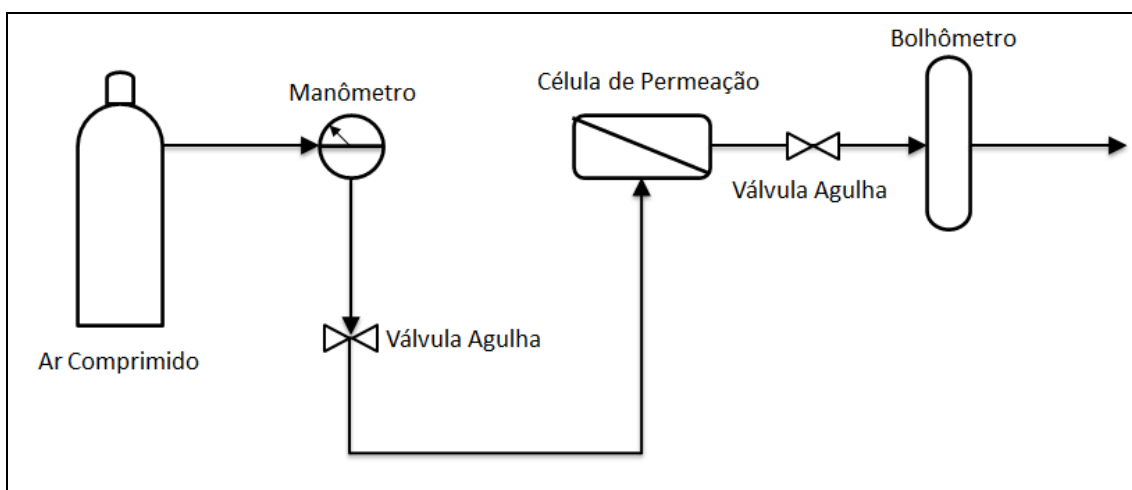 Bolhômetro
Manômetro
Célula de Permeação
Válvula Agulha
Válvula Agulha
Ar Comprimido